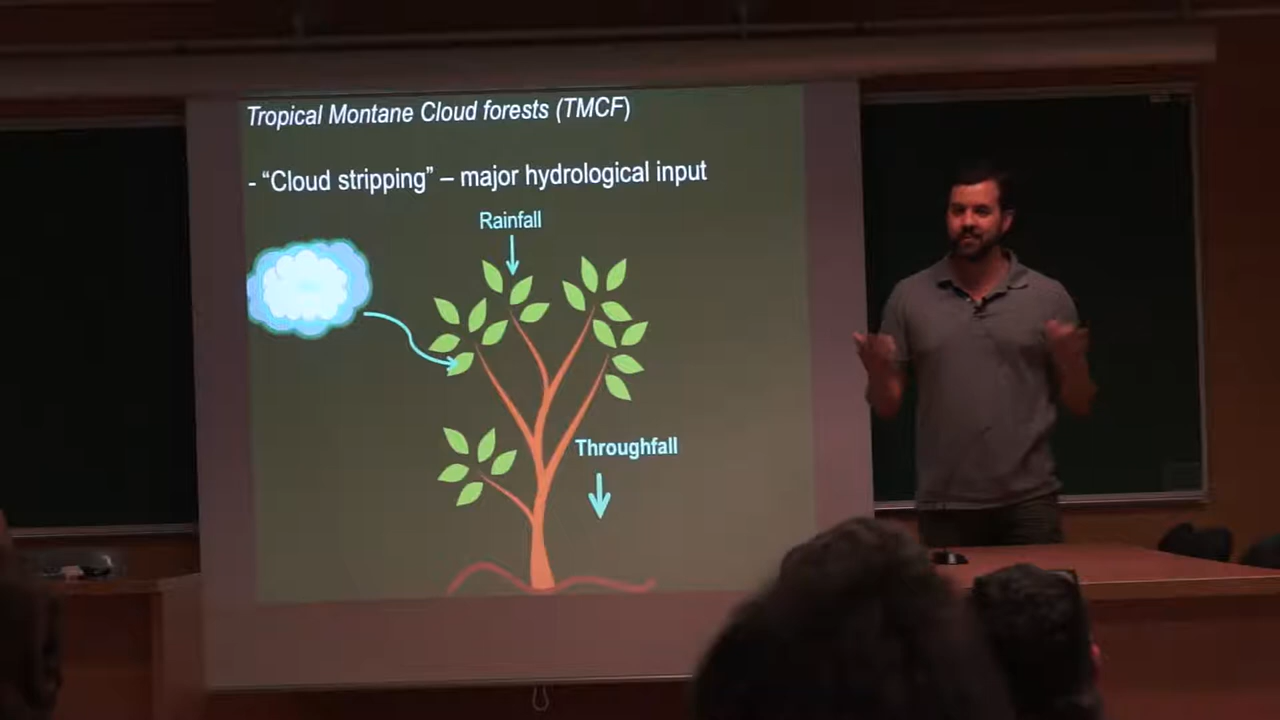 Tropical Montane Cloud forests (TMCF)
- “Cloud stripping” – major hydrological input
Rainfall
Throughfall